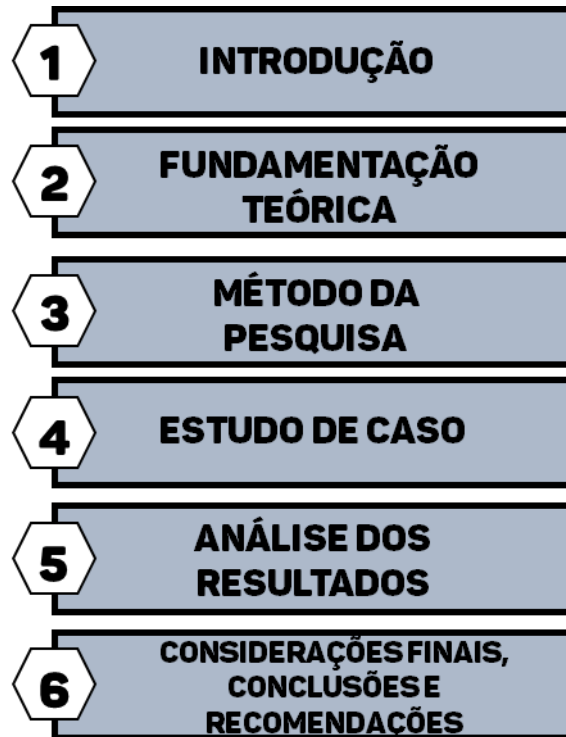 1
INTRODUÇÃO
2
FUNDAMENTAÇÃO
TEÓRICA
3
MÉTODO DA
PESQUISA
4
ESTUDO DE CASO
5
ANÁLISE DOS
RESULTADOS
6
CONSIDERAÇÕES FINAIS,
CONCLUSÕES E
RECOMENDAÇÕES